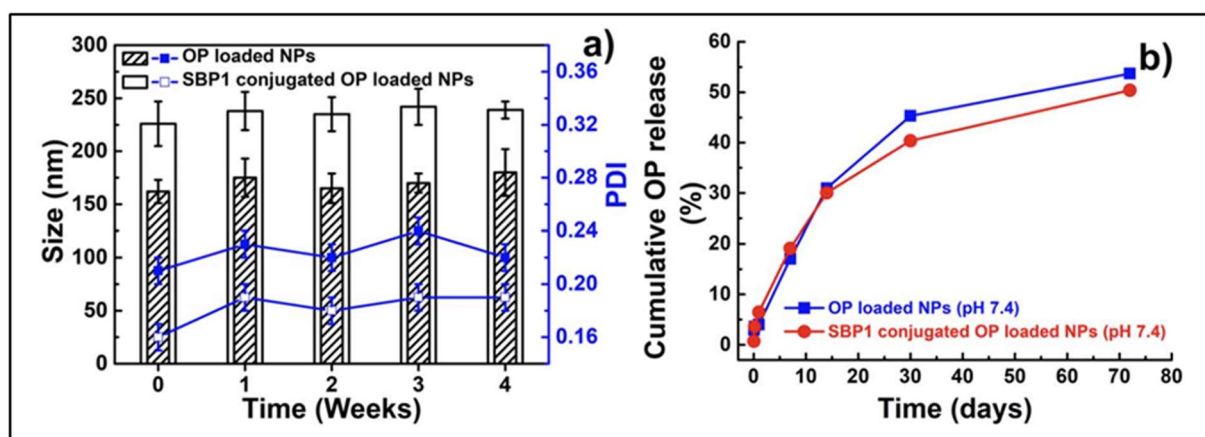 a)
OP loaded NPs
SBP1 conjugated OP loaded NPs
300
250
200
150
100
50
0
Size (nm)
0.36
0.32
0.28
0.24
0.20
0.16
PDI
0 1 2 3 4
Time (Weeks)
b)
60
50
40
30
20
10
0
Cumulative OP release
(%)
OP loaded NPs (pH 7.4)
SBP1 conjugated OP loaded NPs (pH 7.4)
0 10 20 30 40 50 60 70 80
Time (days)